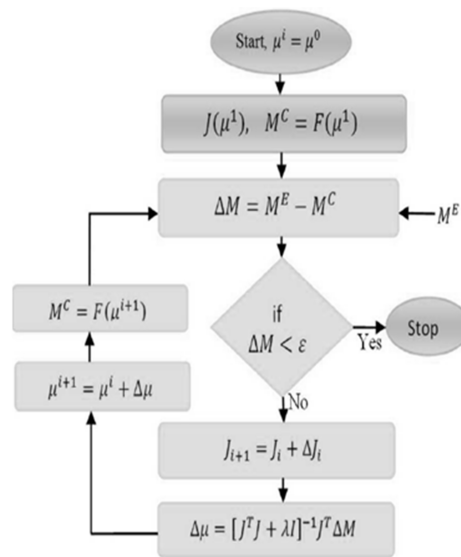 Start, μ^i = μ^0
J(μ^1), M^C = F(μ^1)
ΔM = M^E − M^C
M^E
if
ΔM < ε
Yes
Stop
No
J_{i+1} = J_i + ΔJ_i
Δμ = [J^T J + λI]^{-1} J^T ΔM
μ^{i+1} = μ^i + Δμ
M^C = F(μ^{i+1})